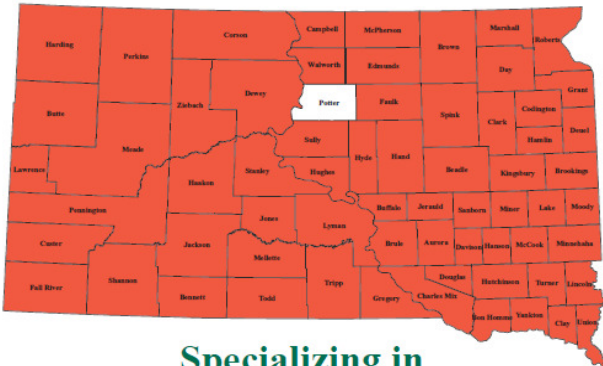 Harding
Perkins
Corson
Campbell
McPherson
Brown
Marshall
Roberts
Walworth
Edmunds
Day
Butte
Ziebach
Dewey
Potter
Faulk
Spink
Clark
Codington
Grant
Hamlin
Deuel
Meade
Sully
Hyde
Hand
Lawrence
Haakon
Stanley
Hughes
Beadle
Kingsbury
Brookings
Pennington
Jones
Lyman
Buffalo
Jerauld
Sanborn
Miner
Lake
Moody
Custer
Jackson
Mellette
Brule
Aurora
Davison
Hanson
McCook
Minnehaha
Fall River
Shannon
Bennett
Todd
Tripp
Gregory
Charles Mix
Douglas
Hutchinson
Turner
Lincoln
Bon Homme
Yankton
Clay
Union
Specializing in